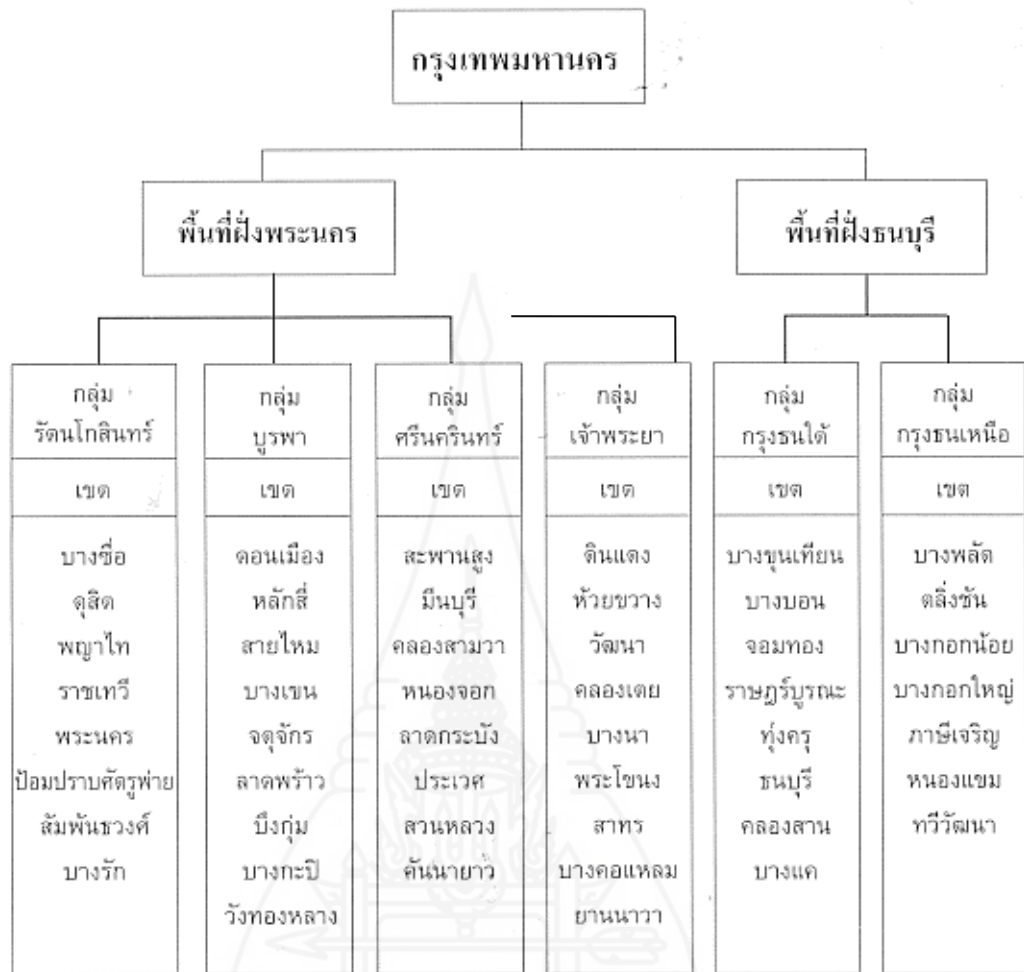 กรุงเทพมหานคร
พื้นที่ฝั่งพระนคร
พื้นที่ฝั่งธนบุรี
กลุ่ม
รัตนโกสินทร์
เขต
บางซื่อ
ดุสิต
พญาไท
ราชเทวี
พระนคร
ป้อมปราบศัตรูพ่าย
สัมพันธวงศ์
บางรัก
กลุ่ม
บูรพา
เขต
ดอนเมือง
หลักสี่
สายไหม
บางเขน
จตุจักร
ลาดพร้าว
บึงกุ่ม
บางกะปิ
วังทองหลาง
กลุ่ม
ศรีนครินทร์
เขต
สะพานสูง
มีนบุรี
คลองสามวา
หนองจอก
ลาดกระบัง
ประเวศ
สวนหลวง
คันนายาว
กลุ่ม
เจ้าพระยา
เขต
ดินแดง
ห้วยขวาง
วัฒนา
คลองเตย
บางนา
พระโขนง
สาทร
บางคอแหลม
ยานนาวา
กลุ่ม
กรุงธนใต้
เขต
บางขุนเทียน
บางบอน
จอมทอง
ราษฎร์บูรณะ
ทุ่งครุ
ธนบุรี
คลองสาน
บางแค
กลุ่ม
กรุงธนเหนือ
เขต
บางพลัด
ตลิ่งชัน
บางกอกน้อย
บางกอกใหญ่
ภาษีเจริญ
หนองแขม
ทวีวัฒนา